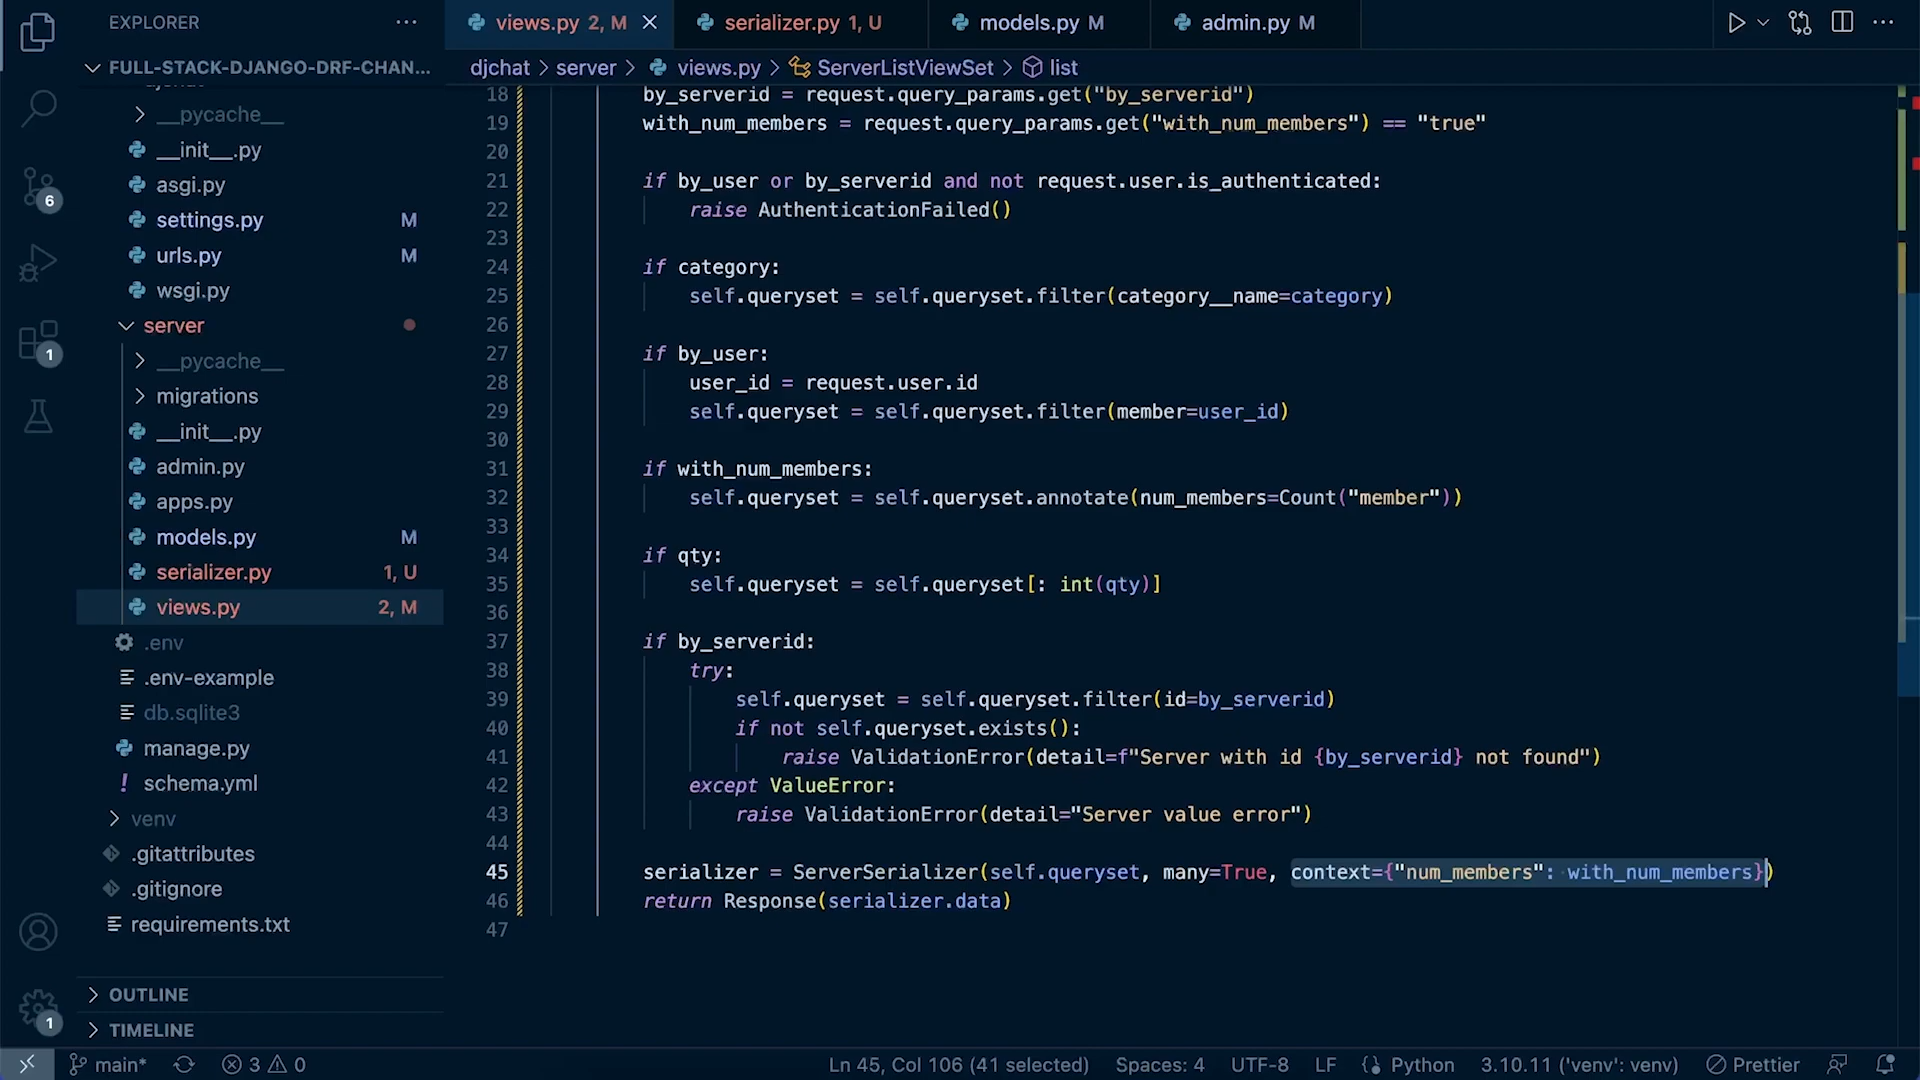 EXPLORER
FULL-STACK-DJANGO-DRF-CHAN...
__pycache__
__init__.py
asgi.py
settings.py M
urls.py M
wsgi.py
server
__pycache__
migrations
__init__.py
admin.py
apps.py
models.py M
serializer.py 1, U
views.py 2, M
.env
.env-example
db.sqlite3
manage.py
! schema.yml
venv
.gitattributes
.gitignore
requirements.txt
OUTLINE
TIMELINE
6
1
1
views.py 2, M
serializer.py 1, U
models.py M
admin.py M
djchat > server > views.py > ServerListViewSet > list
18 by_serverid = request.query_params.get("by_serverid")
19 with_num_members = request.query_params.get("with_num_members") == "true"
20
21 if by_user or by_serverid and not request.user.is_authenticated:
22 raise AuthenticationFailed()
23
24 if category:
25 self.queryset = self.queryset.filter(category__name=category)
26
27 if by_user:
28 user_id = request.user.id
29 self.queryset = self.queryset.filter(member=user_id)
30
31 if with_num_members:
32 self.queryset = self.queryset.annotate(num_members=Count("member"))
33
34 if qty:
35 self.queryset = self.queryset[: int(qty)]
36
37 if by_serverid:
38 try:
39 self.queryset = self.queryset.filter(id=by_serverid)
40 if not self.queryset.exists():
41 raise ValidationError(detail=f"Server with id {by_serverid} not found")
42 except ValueError:
43 raise ValidationError(detail="Server value error")
44
45 serializer = ServerSerializer(self.queryset, many=True, context={"num_members": with_num_members})
46 return Response(serializer.data)
47
main* 3 0 Ln 45, Col 106 (41 selected) Spaces: 4 UTF-8 LF Python 3.10.11 ('venv': venv) Prettier